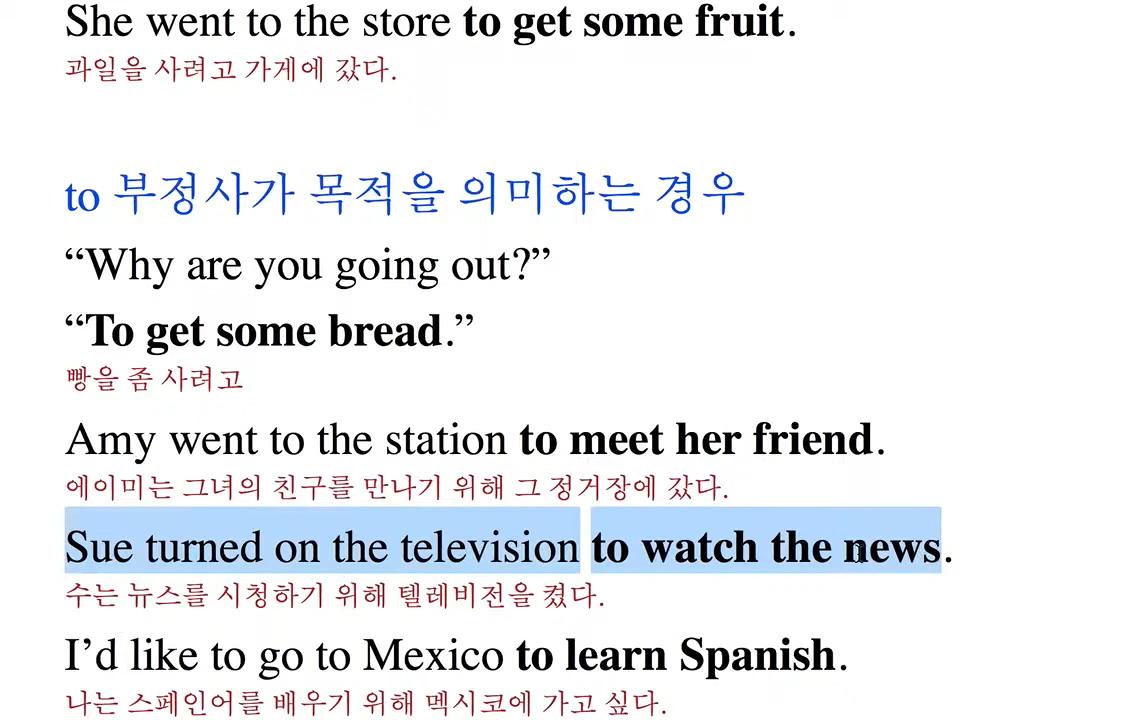 She went to the store to get some fruit.
과일을 사려고 가게에 갔다.
to 부정사가 목적을 의미하는 경우
“Why are you going out?”
“To get some bread.”
빵을 좀 사려고
Amy went to the station to meet her friend.
에이미는 그녀의 친구를 만나기 위해 그 정거장에 갔다.
Sue turned on the television to watch the news.
수는 뉴스를 시청하기 위해 텔레비전을 켰다.
I’d like to go to Mexico to learn Spanish.
나는 스페인어를 배우기 위해 멕시코에 가고 싶다.